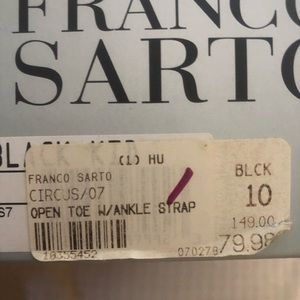 FRANCO
SARTO
BLACK KID
(1) HU
FRANCO SARTO
CIRCUS/07
OPEN TOE W/ANKLE STRAP
BLCK
10
149.00
79.98
S7
10355452
070278